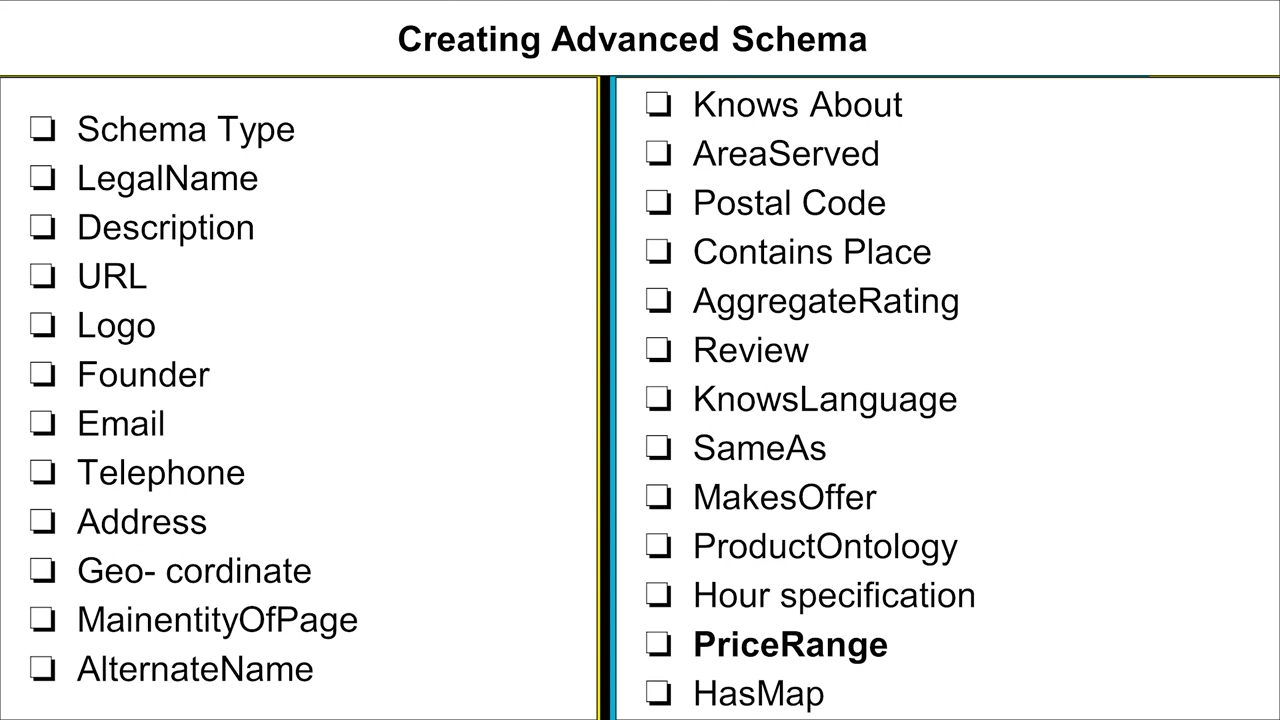 Creating Advanced Schema
❏ Schema Type
❏ LegalName
❏ Description
❏ URL
❏ Logo
❏ Founder
❏ Email
❏ Telephone
❏ Address
❏ Geo- cordinate
❏ MainentityOfPage
❏ AlternateName
❏ Knows About
❏ AreaServed
❏ Postal Code
❏ Contains Place
❏ AggregateRating
❏ Review
❏ KnowsLanguage
❏ SameAs
❏ MakesOffer
❏ ProductOntology
❏ Hour specification
❏ PriceRange
❏ HasMap